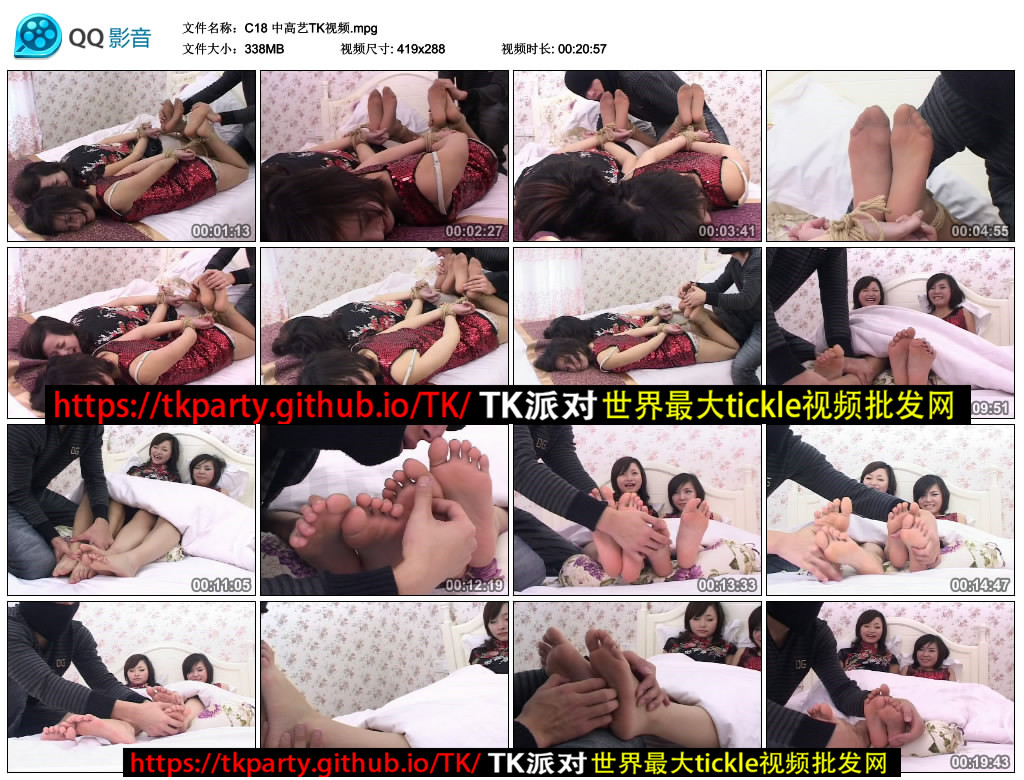 QQ影音
文件名称: C18 中高艺TK视频.mpg
文件大小: 338MB 视频尺寸: 419x288 视频时长: 00:20:57
00:01:13 00:02:27 00:03:41 00:04:55
https://tkparty.github.io/TK/ TK派对 世界最大tickle视频批发网
09:51
DG DG
00:11:05 00:12:19 00:13:33 00:14:47
DG DG
https://tkparty.github.io/TK/ TK派对 世界最大tickle视频批发网
00:19:43